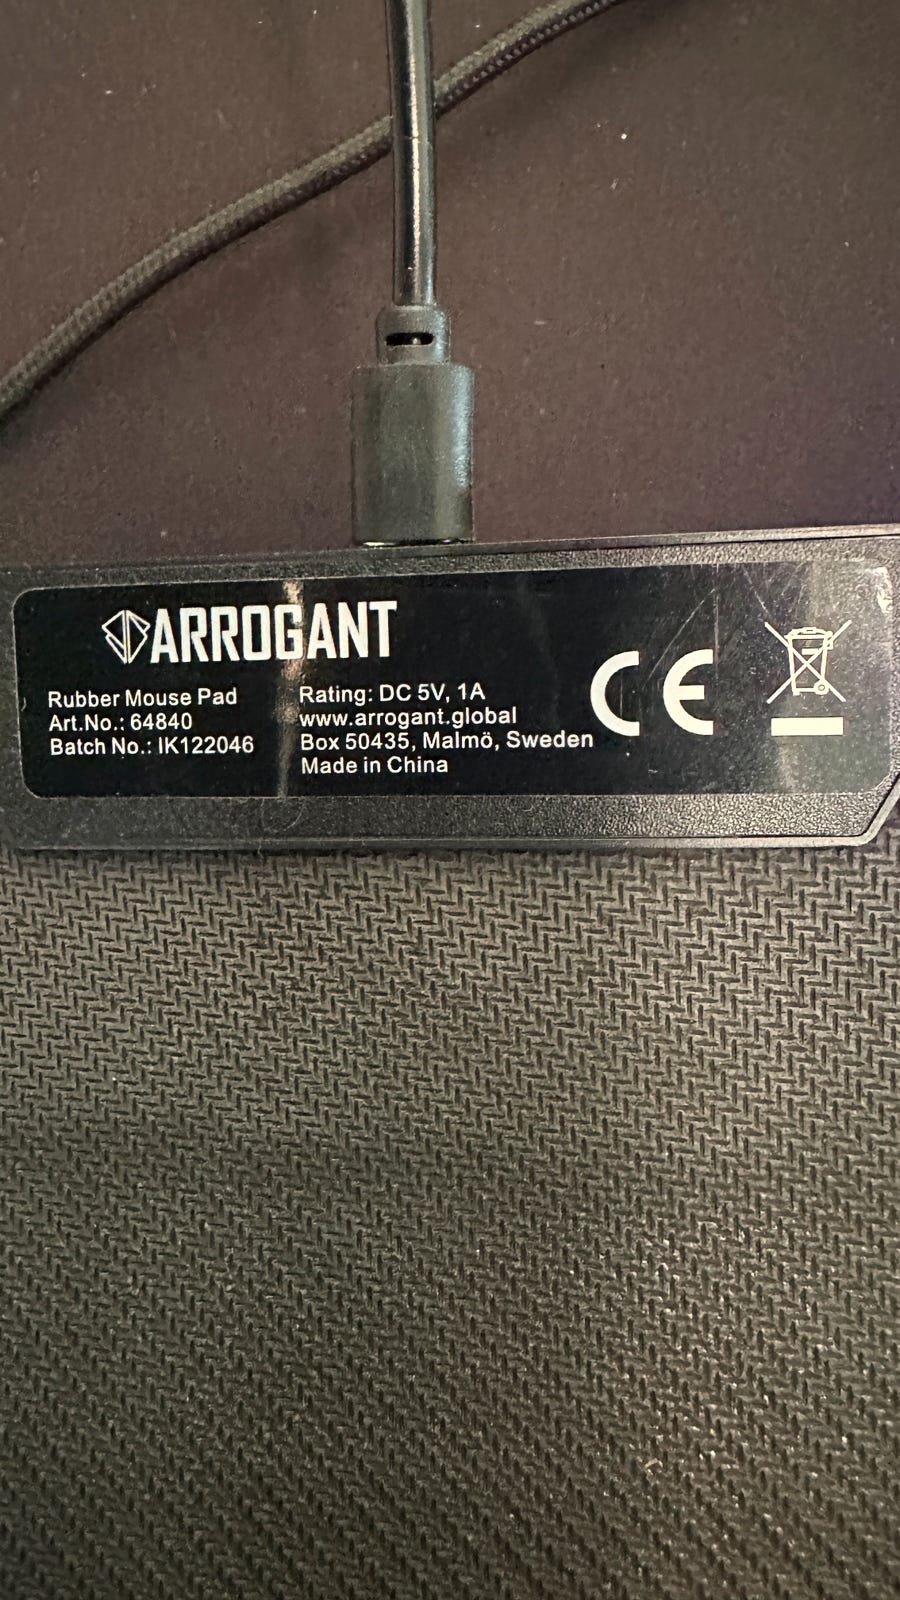 ARROGANT
Rubber Mouse Pad
Art.No.: 64840
Batch No.: IK122046
Rating: DC 5V, 1A
www.arrogant.global
Box 50435, Malmö, Sweden
Made in China
CE